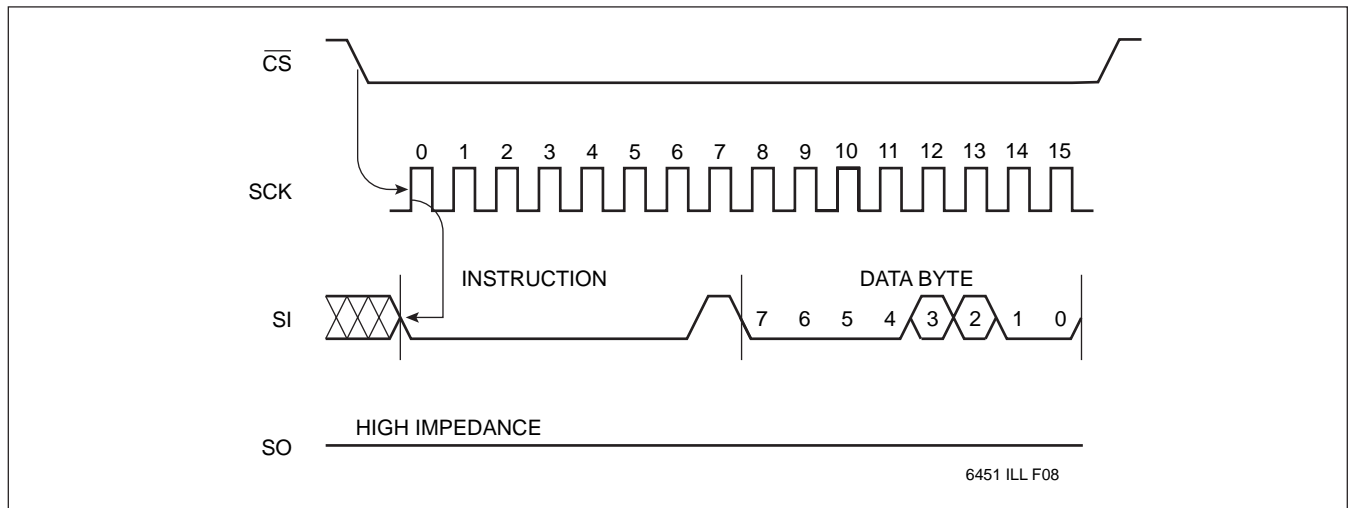 CS
0 1 2 3 4 5 6 7 8 9 10 11 12 13 14 15
SCK
INSTRUCTION DATA BYTE
SI 7 6 5 4 3 2 1 0
HIGH IMPEDANCE
SO
6451 ILL F08